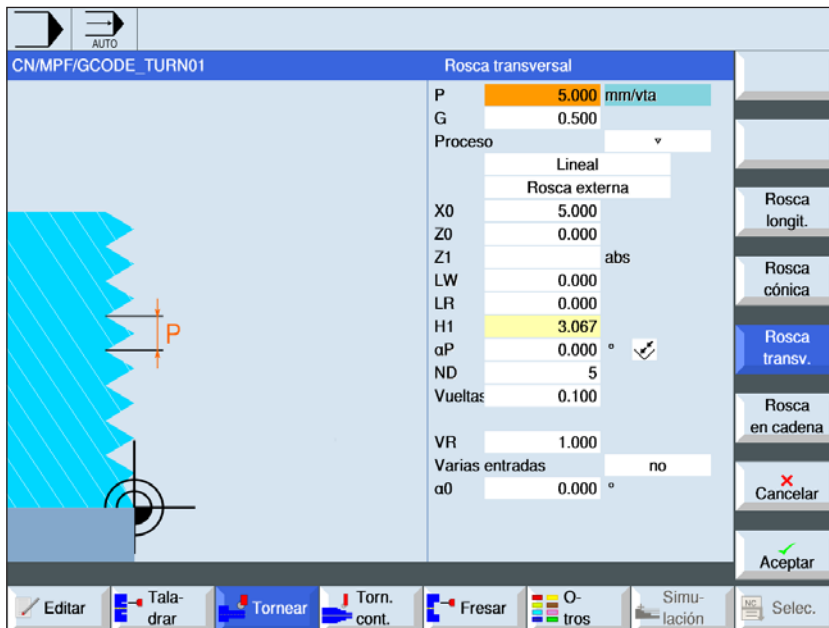 AUTO
CN/MPF/GCODE_TURN01
Rosca transversal
P 5.000 mm/vta
G 0.500
Proceso
Lineal
Rosca externa
X0 5.000
Z0 0.000
Z1 abs
LW 0.000
LR 0.000
H1 3.067
αP 0.000 °
ND 5
Vueltas 0.100
VR 1.000
Varias entradas no
α0 0.000 °
P
Rosca
longit.
Rosca
cónica
Rosca
transv.
Rosca
en cadena
Cancelar
Aceptar
Editar
Tala-
drar
Tornear
Torn.
cont.
Fresar
O-
tros
Simu-
lación
NC
Selec.